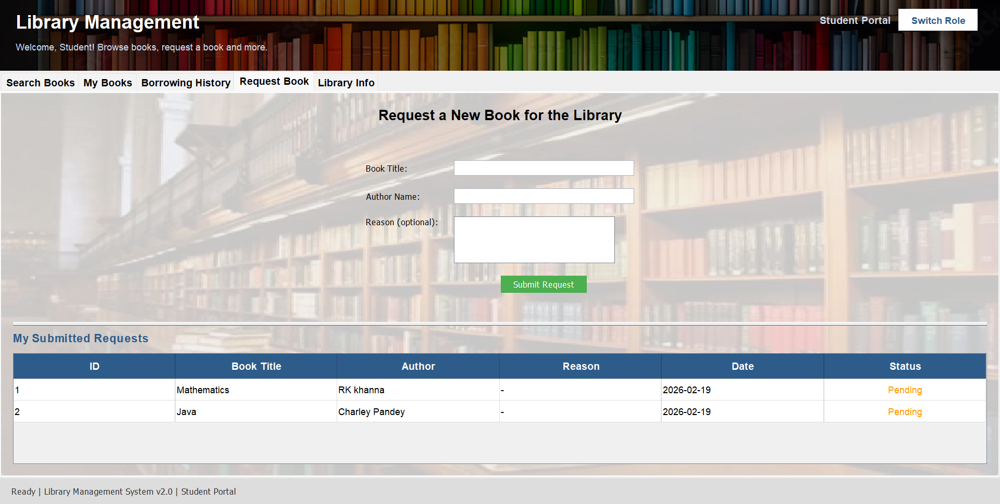 Library Management
Student Portal
Switch Role
Welcome, Student! Browse books, request a book and more.
Search Books My Books Borrowing History Request Book Library Info
Request a New Book for the Library
Book Title:
Author Name:
Reason (optional):
Submit Request
My Submitted Requests
ID Book Title Author Reason Date Status
1 Mathematics RK khanna - 2026-02-19 Pending
2 Java Charley Pandey - 2026-02-19 Pending
Ready | Library Management System v2.0 | Student Portal